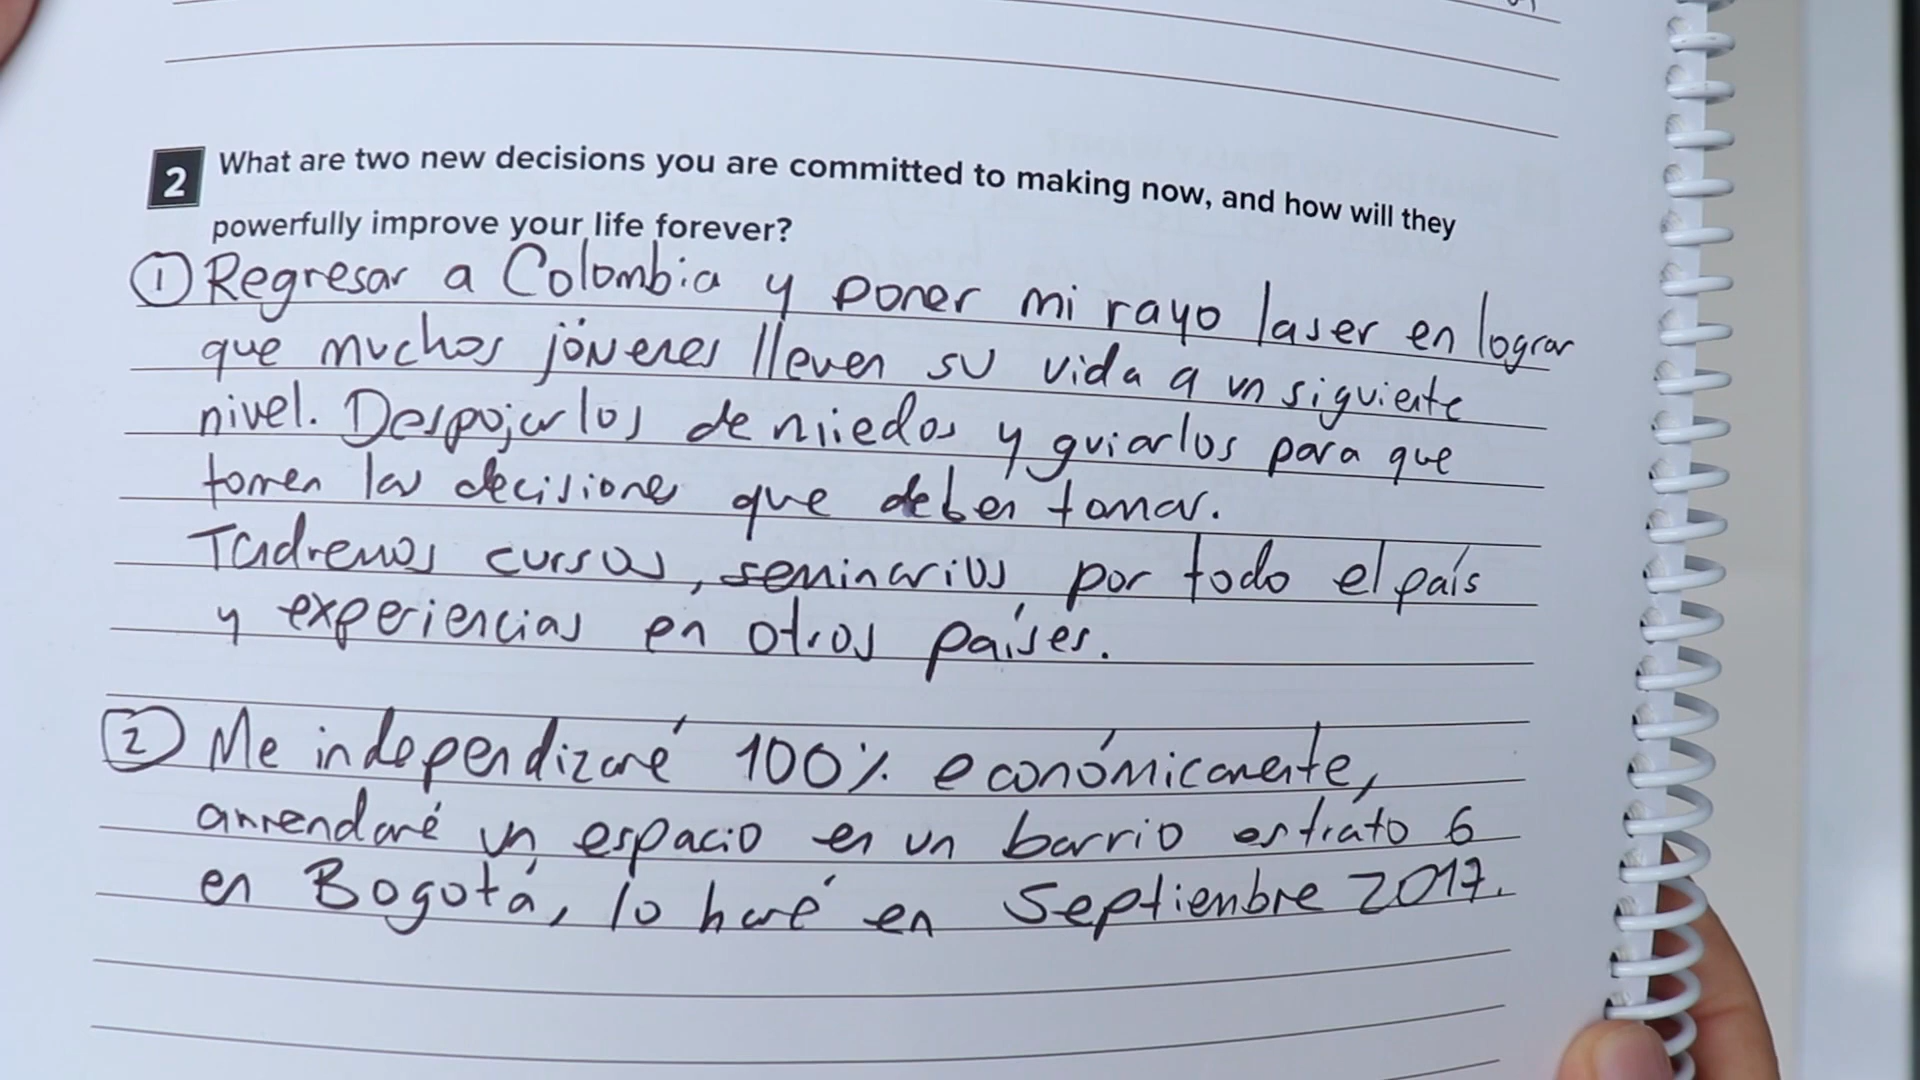 2 What are two new decisions you are committed to making now, and how will they
powerfully improve your life forever?
① Regresar a Colombia y poner mi rayo laser en lograr
que muchos jóvenes lleven su vida a un siguiente
nivel. Despojarlos de miedos y guiarlos para que
tomen las decisiones que deben tomar.
Tendremos cursos, seminarios por todo el país
y experiencias en otros países.
② Me independizaré 100% económicamente,
arrendaré un espacio en un barrio estrato 6
en Bogotá, lo haré en Septiembre 2017.